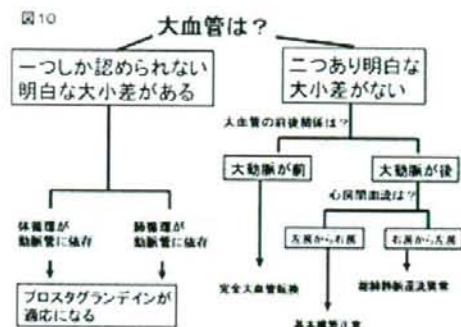 図10
大血管は？
一つしか認められない
明白な大小差がある
二つあり明白な
大小差がない
大血管の前後関係は？
大動脈が前
大動脈が後
心房間血流は？
体循環が
動脈管に依存
肺循環が
動脈管に依存
左房から右房
右房から左房
プロスタグランディンが
適応になる
完全大血管転換
総肺静脈還流異常